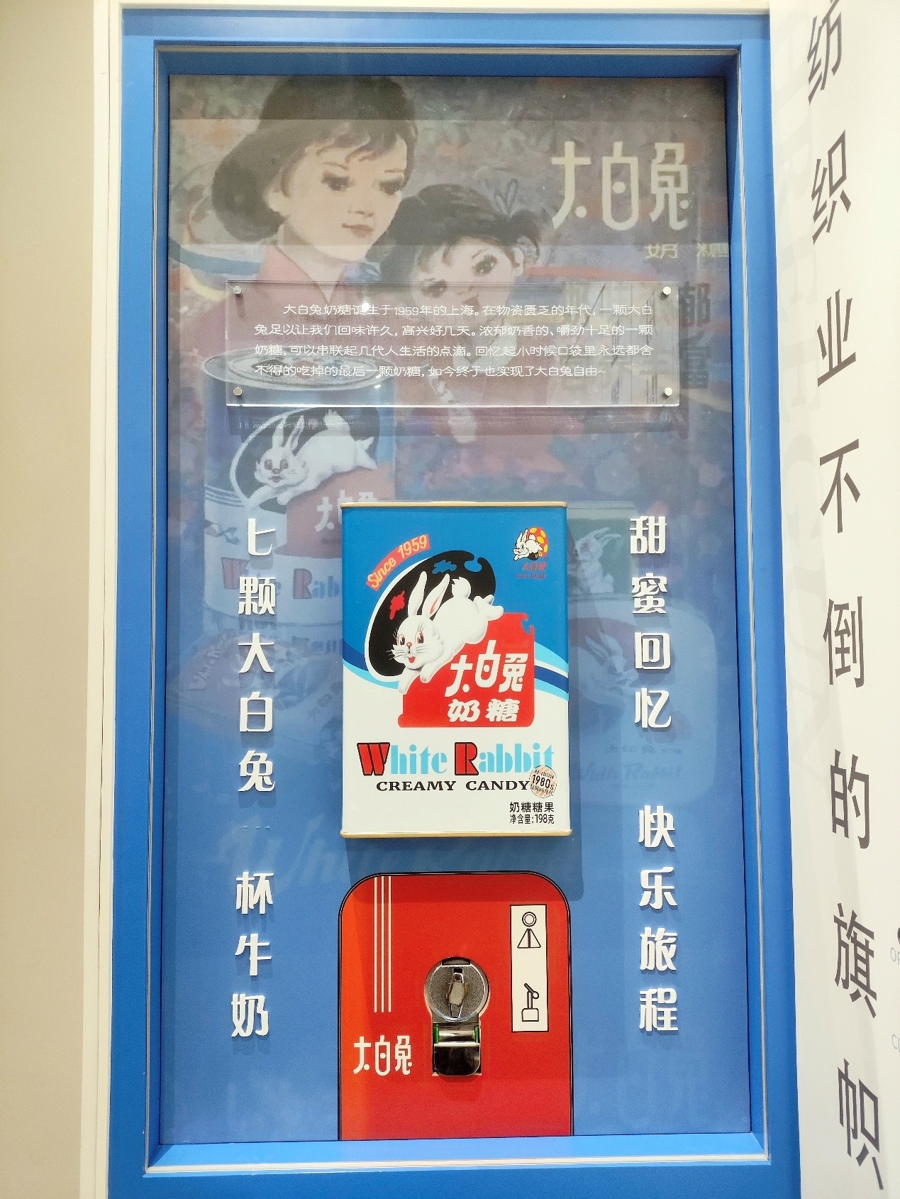 大白兔
奶糖
大白兔奶糖诞生于1959年的上海。在物资匮乏的年代，一颗大白
兔足以让我们回味许久，高兴好几天。浓郁奶香的、嚼劲十足的一颗
奶糖，可以串联起几代人生活的点滴。回忆起小时候口袋里永远都舍
不得的吃掉的最后一颗奶糖，如今终于也实现了大白兔自由~
七颗大白兔 一杯牛奶
Since 1959
大白兔
奶糖
White Rabbit
CREAMY CANDY
1980s
奶糖糖果
净含量：198克
甜蜜回忆 快乐旅程
大白兔
纺织业不倒的旗帜